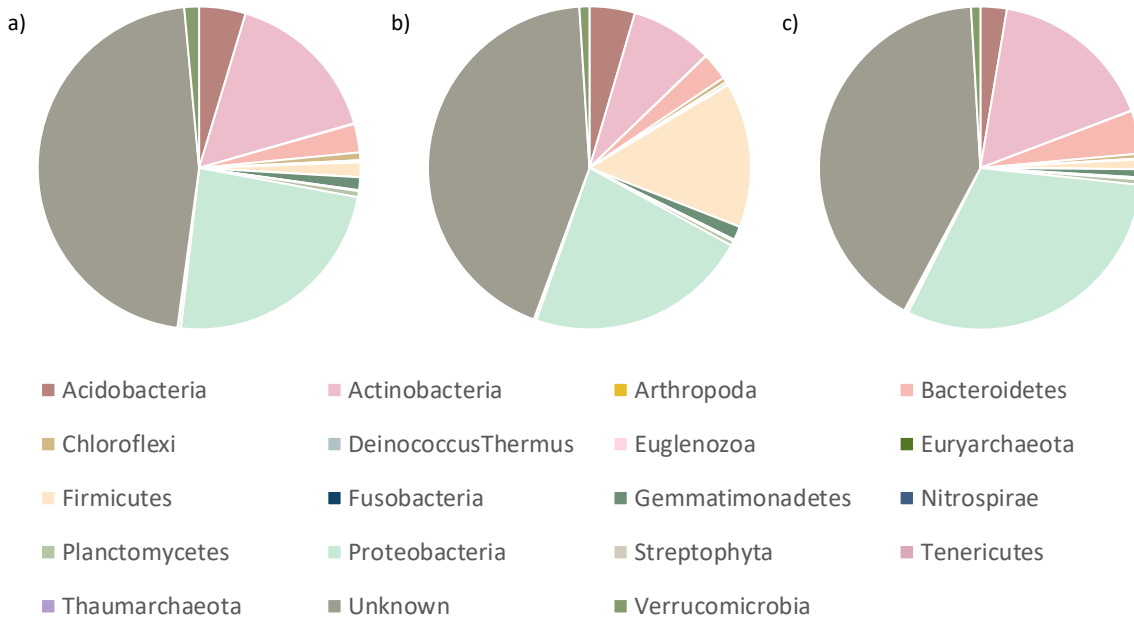 a) b) c)
Acidobacteria Actinobacteria Arthropoda Bacteroidetes
Chloroflexi DeinococcusThermus Euglenozoa Euryarchaeota
Firmicutes Fusobacteria Gemmatimonadetes Nitrospirae
Planctomycetes Proteobacteria Streptophyta Tenericutes
Thaumarchaeota Unknown Verrucomicrobia